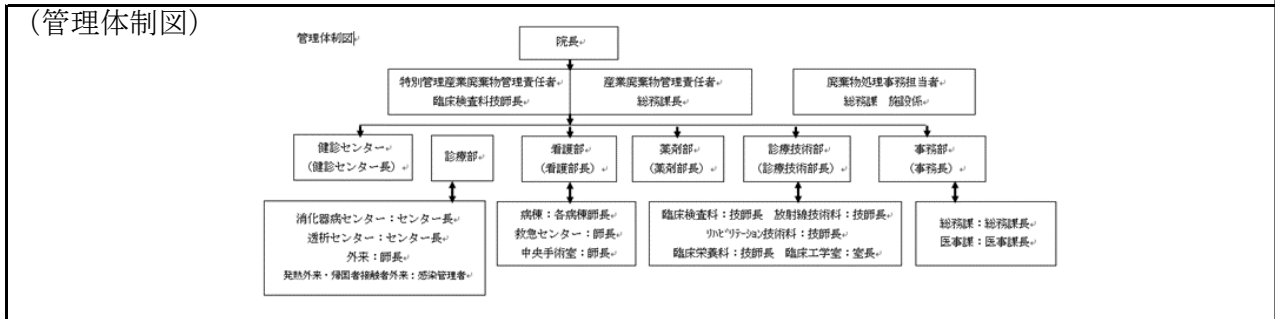 (管理体制図)
管理体制図
院長
特別管理産業廃棄物管理責任者
臨床検査科技師長
産業廃棄物管理責任者
総務課長
廃棄物処理事務担当者
総務課 施設係
健診センター
(健診センター長)
診療部
看護部
(看護部長)
薬剤部
(薬剤部長)
診療技術部
(診療技術部長)
事務部
(事務長)
消化器病センター:センター長
透析センター:センター長
外来:師長
発熱外来・帰国者接触者外来:感染管理者
病棟:各病棟師長
救急センター:師長
中央手術室:師長
臨床検査科:技師長 放射線技術科:技師長
リハビリテーション技術科:技師長
臨床栄養科:技師長 臨床工学室:室長
総務課:総務課長
医事課:医事課長